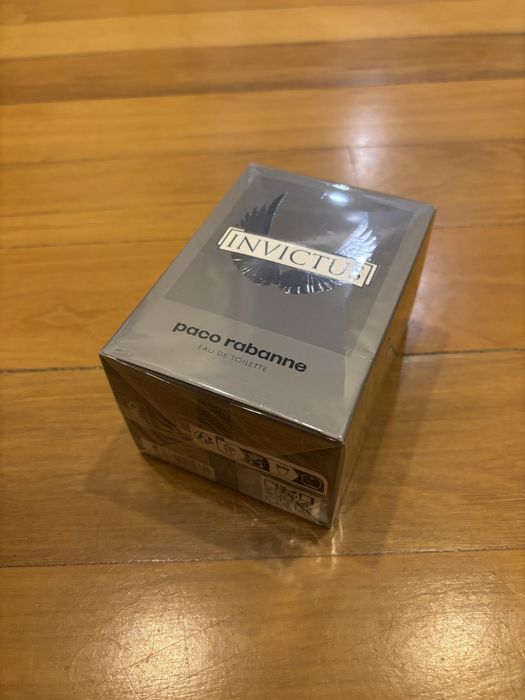 INVICTUS
paco rabanne
EAU DE TOILETTE